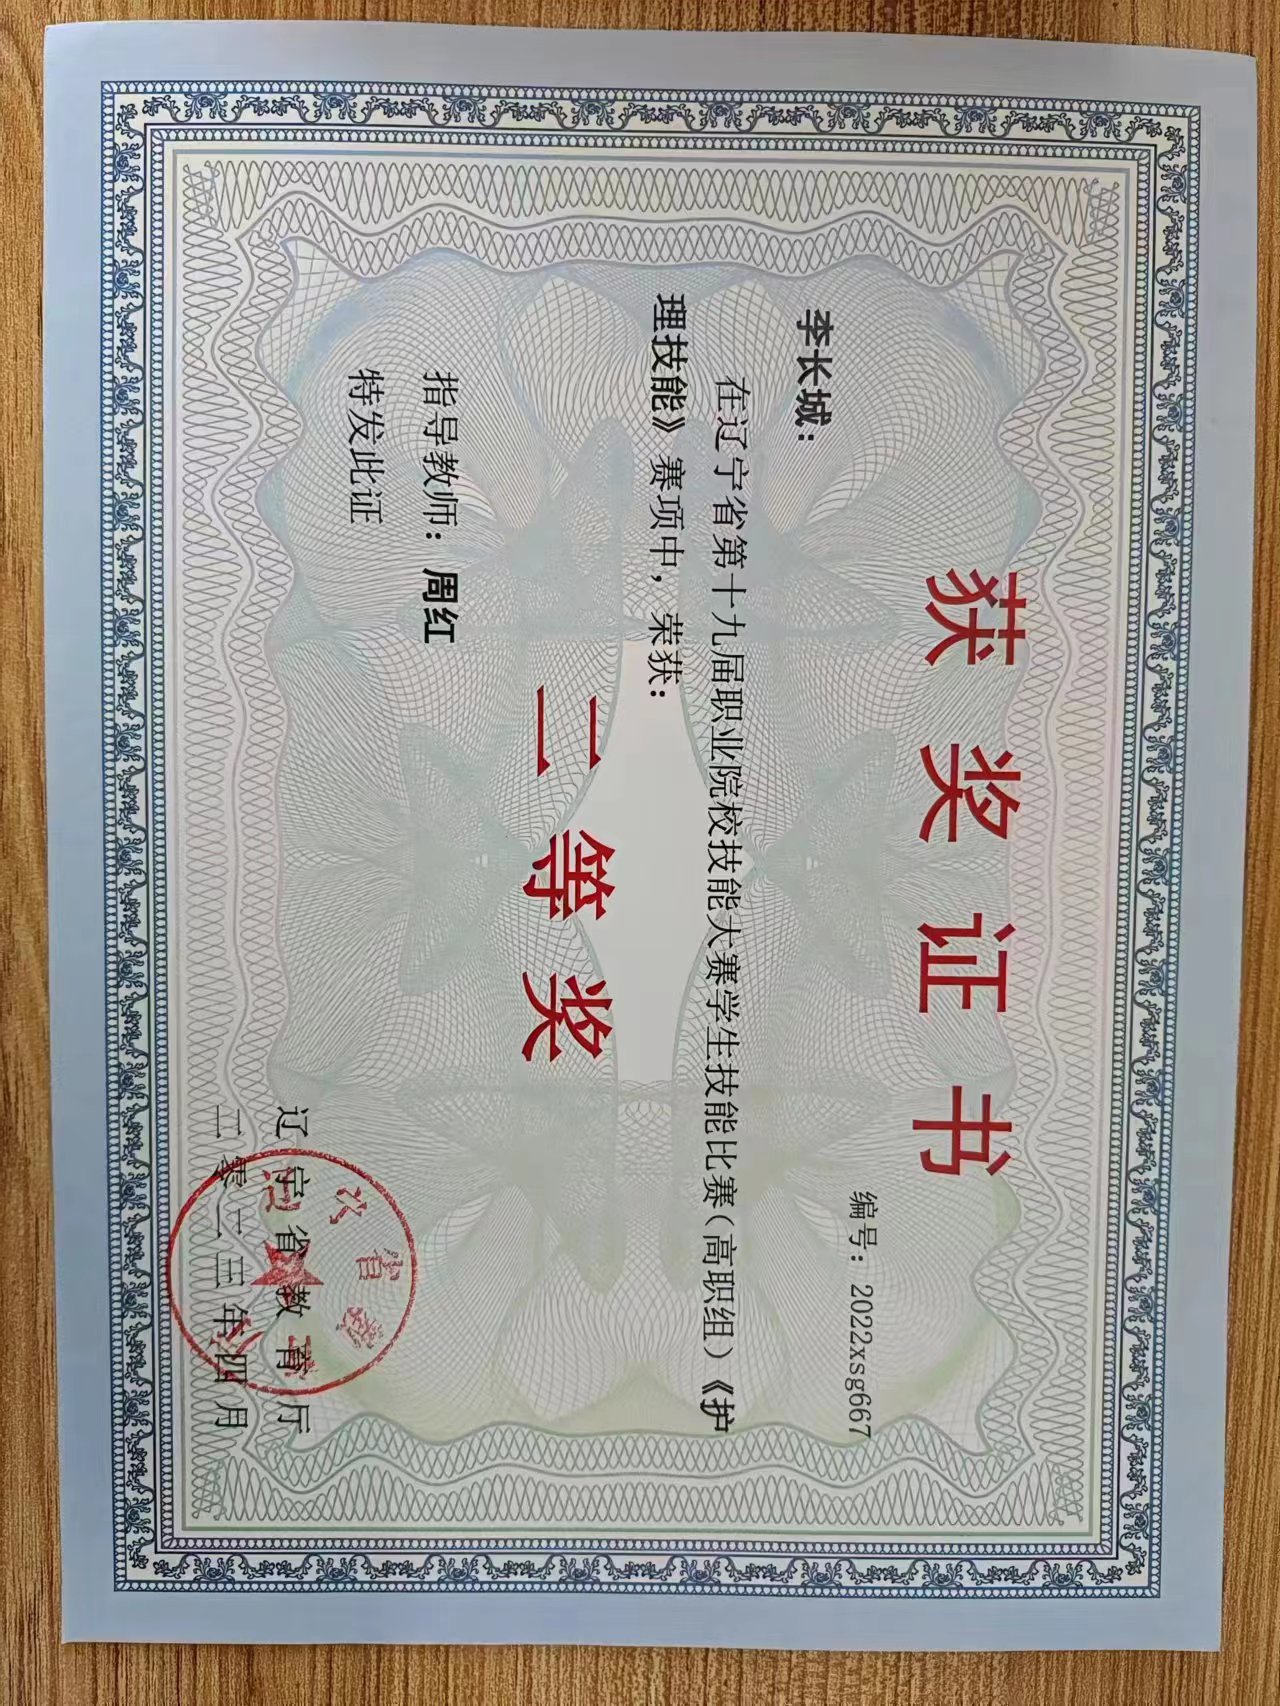 获奖证书
编号：2022xsg667
李长城：
在辽宁省第十九届职业院校技能大赛学生技能比赛（高职组）《护
理技能》赛项中，荣获：
二等奖
指导教师：周红
特发此证
辽宁省教育厅
二零二三年四月